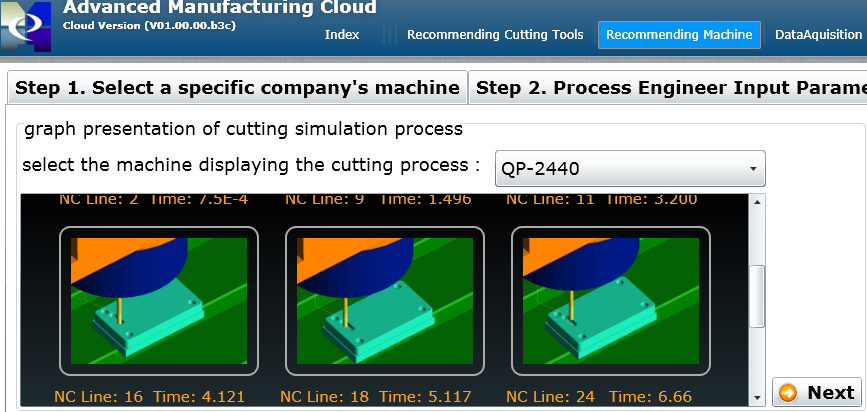 Advanced Manufacturing Cloud
Cloud Version (V01.00.00.b3c)
Index Recommending Cutting Tools Recommending Machine DataAquisition
Step 1. Select a specific company's machine Step 2. Process Engineer Input Parame
graph presentation of cutting simulation process
select the machine displaying the cutting process : QP-2440
NC Line: 2 Time: 7.5E-4 NC Line: 9 Time: 1.496 NC Line: 11 Time: 3.200
NC Line: 16 Time: 4.121 NC Line: 18 Time: 5.117 NC Line: 24 Time: 6.66
Next